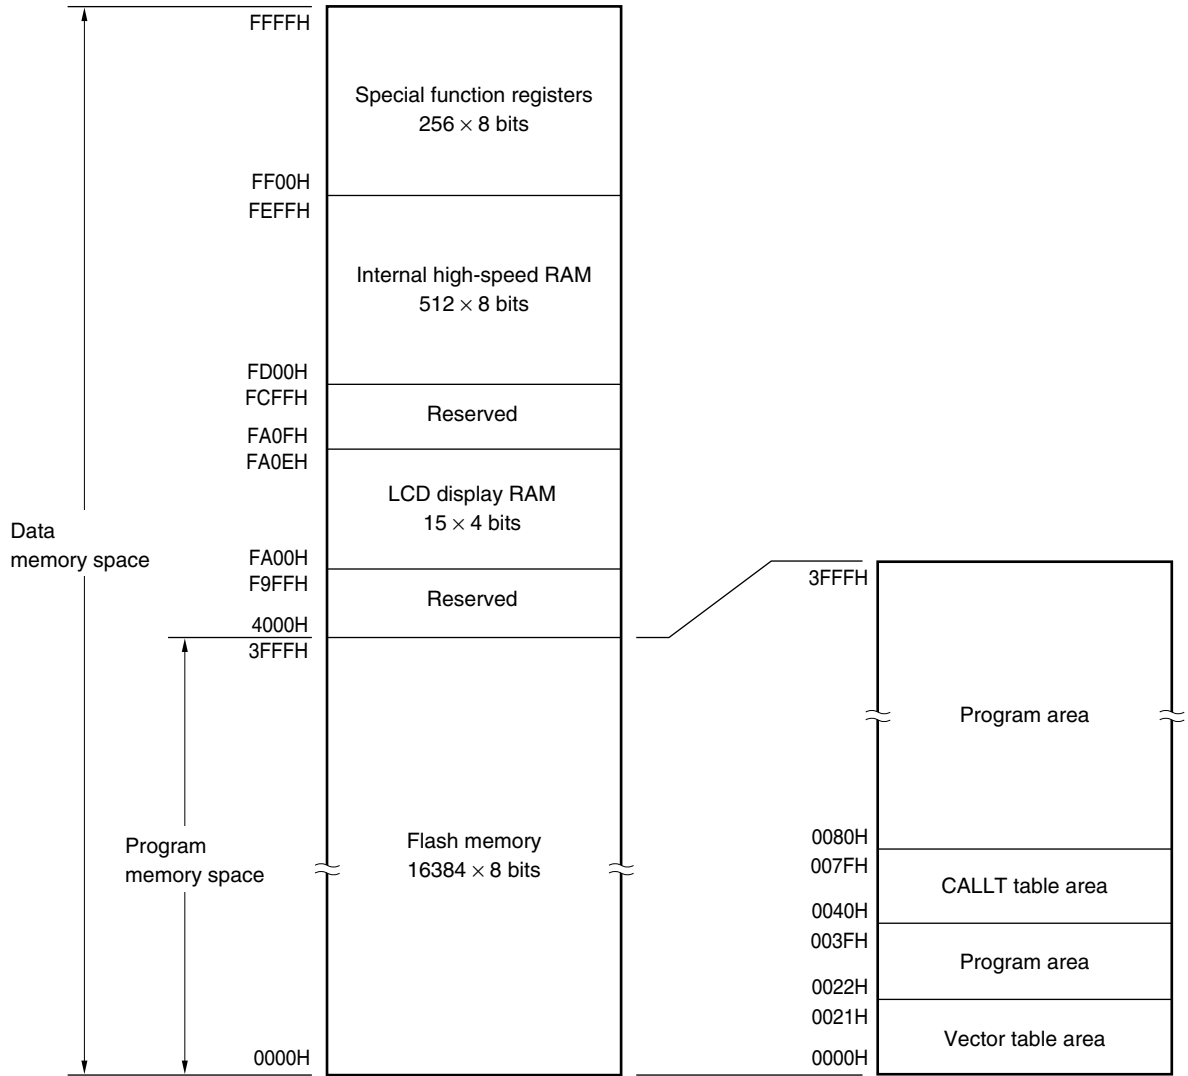 FFFFH
Special function registers
256 × 8 bits
FF00H
FEFFH
Internal high-speed RAM
512 × 8 bits
FD00H
FCFFH
Reserved
FA0FH
FA0EH
LCD display RAM
15 × 4 bits
Data
memory space
FA00H
F9FFH
Reserved
4000H
3FFFH
Program
memory space
Flash memory
16384 × 8 bits
0000H
3FFFH
Program area
0080H
007FH
CALLT table area
0040H
003FH
Program area
0022H
0021H
Vector table area
0000H